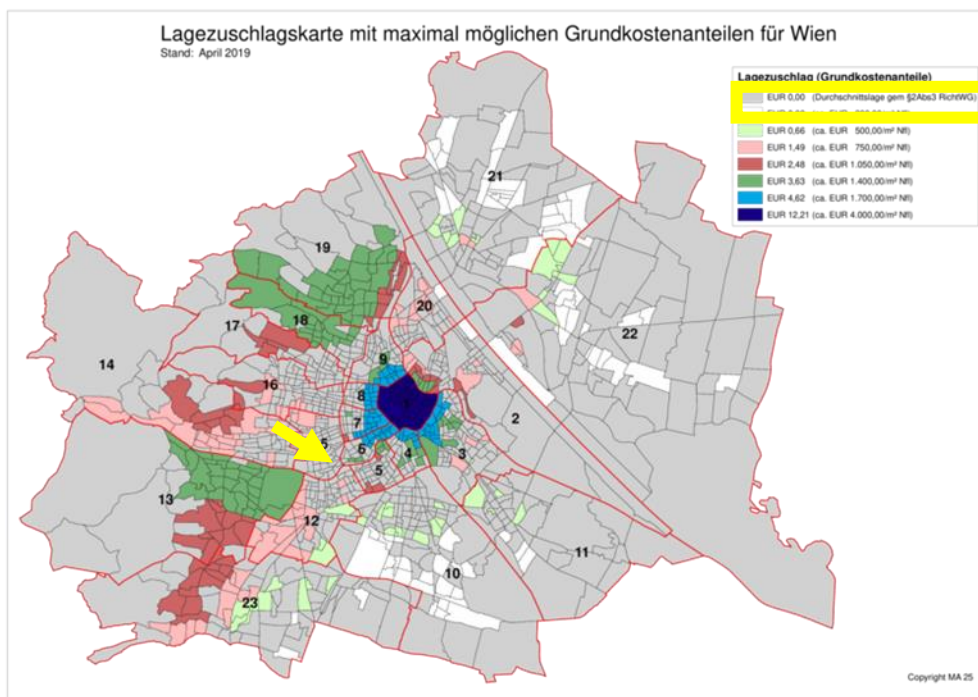 Lagezuschlagskarte mit maximal möglichen Grundkostenanteilen für Wien
Stand: April 2019
Lagezuschlag (Grundkostenanteile)
EUR 0,00 (Durchschnittslage gem §2Abs3 RichtWG)
EUR 0,66 (ca. EUR 500,00/m² Nfl)
EUR 1,49 (ca. EUR 750,00/m² Nfl)
EUR 2,48 (ca. EUR 1.050,00/m² Nfl)
EUR 3,63 (ca. EUR 1.400,00/m² Nfl)
EUR 4,62 (ca. EUR 1.700,00/m² Nfl)
EUR 12,21 (ca. EUR 4.000,00/m² Nfl)
21
19
20
18
17
22
14
9
16
8
2
7
6
4
3
5
13
12
11
10
23
Copyright MA 25